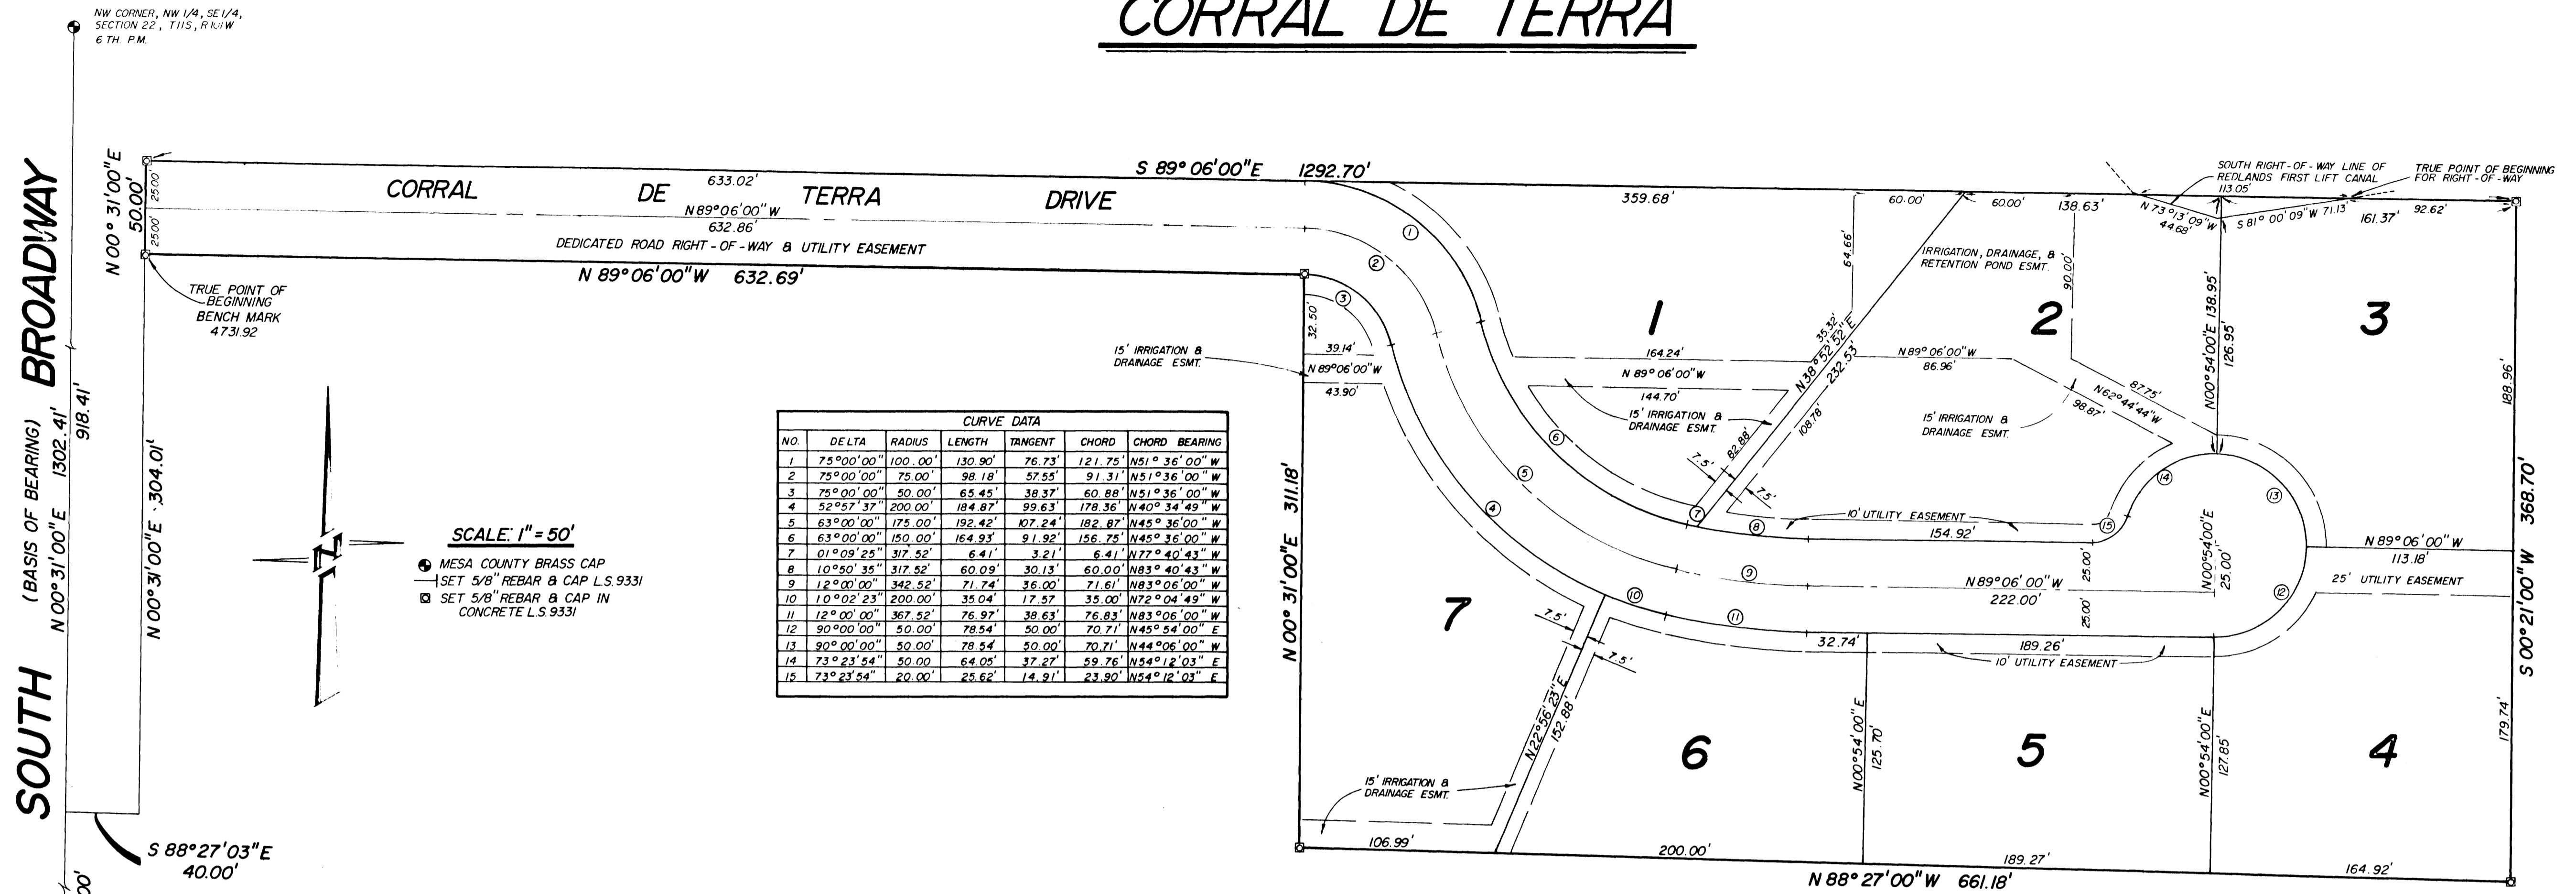 CORRAL DE TERRA
NW CORNER, NW 1/4, SE 1/4,
SECTION 22, T11S, R101W
6 TH. P.M.
SOUTH BROADWAY
(BASIS OF BEARING)
N00°31'00"E 1302.41'
918.41'
N00°31'00"E
50.00'
25.00'
25.00'
N00°31'00"E 304.01'
S 88°27'03"E
40.00'
TRUE POINT OF
BEGINNING
BENCH MARK
4731.92
S 89°06'00"E 1292.70'
CORRAL DE TERRA DRIVE
633.02'
N89°06'00"W
632.86'
DEDICATED ROAD RIGHT-OF-WAY & UTILITY EASEMENT
N 89°06'00"W 632.69'
SCALE: 1" = 50'
MESA COUNTY BRASS CAP
SET 5/8" REBAR & CAP L.S. 9331
SET 5/8" REBAR & CAP IN
CONCRETE L.S. 9331
CURVE DATA
NO. DELTA RADIUS LENGTH TANGENT CHORD CHORD BEARING
1 75°00'00" 100.00' 130.90' 76.73' 121.75' N51°36'00" W
2 75°00'00" 75.00' 98.18' 57.55' 91.31' N51°36'00" W
3 75°00'00" 50.00' 65.45' 38.37' 60.88' N51°36'00" W
4 52°57'37" 200.00' 184.87' 99.63' 178.36' N40°34'49" W
5 63°00'00" 175.00' 192.42' 107.24' 182.87' N45°36'00" W
6 63°00'00" 150.00' 164.93' 91.92' 156.75' N45°36'00" W
7 01°09'25" 317.52' 6.41' 3.21' 6.41' N77°40'43" W
8 10°50'35" 317.52' 60.09' 30.13' 60.00' N83°40'43" W
9 12°00'00" 342.52' 71.74' 36.00' 71.61' N83°06'00" W
10 10°02'23" 200.00' 35.04' 17.57 35.00' N72°04'49" W
11 12°00'00" 367.52' 76.97' 38.63' 76.83' N83°06'00" W
12 90°00'00" 50.00' 78.54' 50.00' 70.71' N45°54'00" E
13 90°00'00" 50.00' 78.54' 50.00' 70.71' N44°06'00" W
14 73°23'54" 50.00 64.05' 37.27' 59.76' N54°12'03" E
15 73°23'54" 20.00' 25.62' 14.91' 23.90' N54°12'03" E
359.68'
60.00'
60.00'
138.63'
SOUTH RIGHT-OF-WAY LINE OF
REDLANDS FIRST LIFT CANAL
113.05'
TRUE POINT OF BEGINNING
FOR RIGHT-OF-WAY
N 73°13'09"W
44.68'
S 81°00'09"W 71.13'
161.37'
92.62'
64.66'
IRRIGATION, DRAINAGE, &
RETENTION POND ESMT.
90.00'
N00°54'00"E 138.95'
126.95'
1
2
3
188.96'
1
2
3
32.50'
15' IRRIGATION &
DRAINAGE ESMT.
39.14'
N 89°06'00"W
43.90'
164.24'
N 89°06'00"W
144.70'
15' IRRIGATION &
DRAINAGE ESMT.
35.32'
N 38°52'52"E
232.53'
82.88'
108.78'
7.5'
7.5'
N89°06'00"W
86.96'
87.75'
N62°44'44"W
98.87'
15' IRRIGATION &
DRAINAGE ESMT.
6
5
4
7
8
10' UTILITY EASEMENT
154.92'
15
14
13
12
N00°54'00"E
25.00'
25.00'
25.00'
N89°06'00"W
222.00'
N 89°06'00"W
113.18'
25' UTILITY EASEMENT
9
10
11
32.74'
189.26'
10' UTILITY EASEMENT
S 00°21'00"W 368.70'
N 00°31'00"E 311.18'
7
7.5'
7.5'
N22°56'23"E
152.88'
6
N00°54'00"E
125.70'
5
N00°54'00"E
127.85'
4
179.74'
15' IRRIGATION &
DRAINAGE ESMT.
106.99'
200.00'
189.27'
164.92'
N 88°27'00"W 661.18'